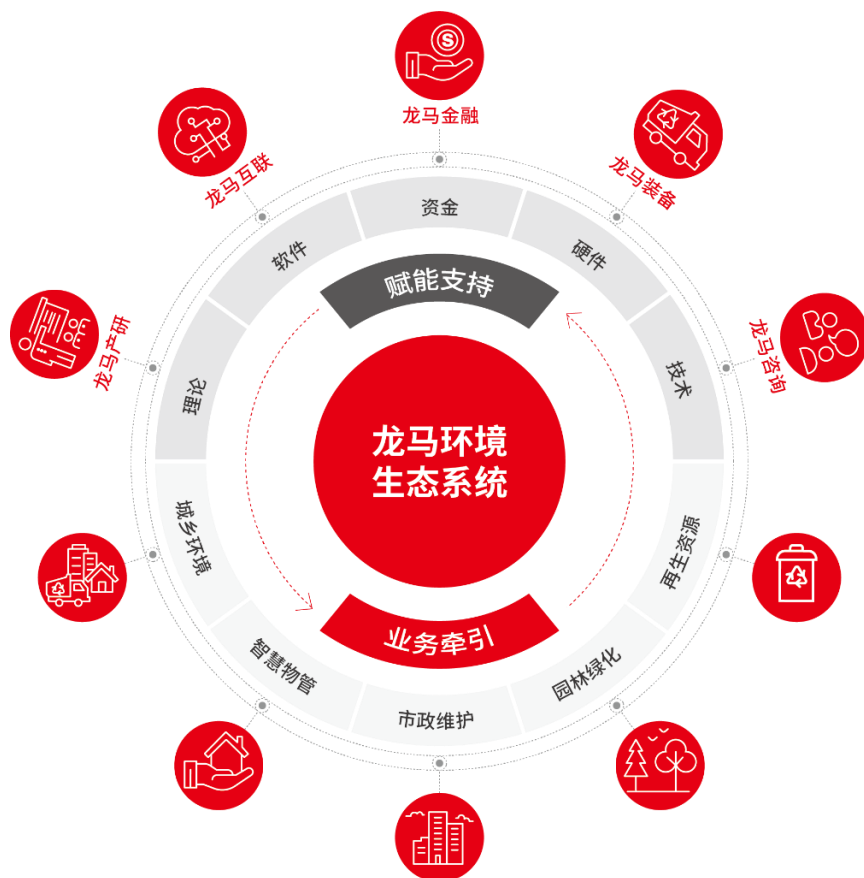 龙马金融
龙马互联
龙马装备
龙马产研
龙马咨询
资金
软件
硬件
理论
技术
赋能支持
龙马环境
生态系统
业务牵引
城乡环境
再生资源
智慧物管
园林绿化
市政维护
S